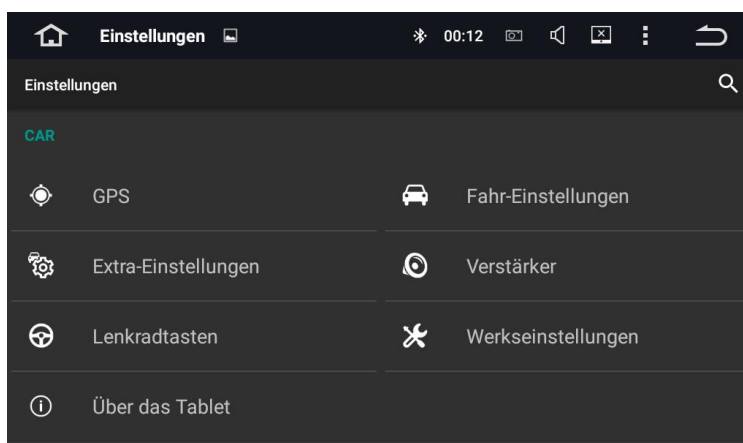 Einstellungen 00:12
Einstellungen
CAR
GPS Fahr-Einstellungen
Extra-Einstellungen Verstärker
Lenkradtasten Werkseinstellungen
Über das Tablet